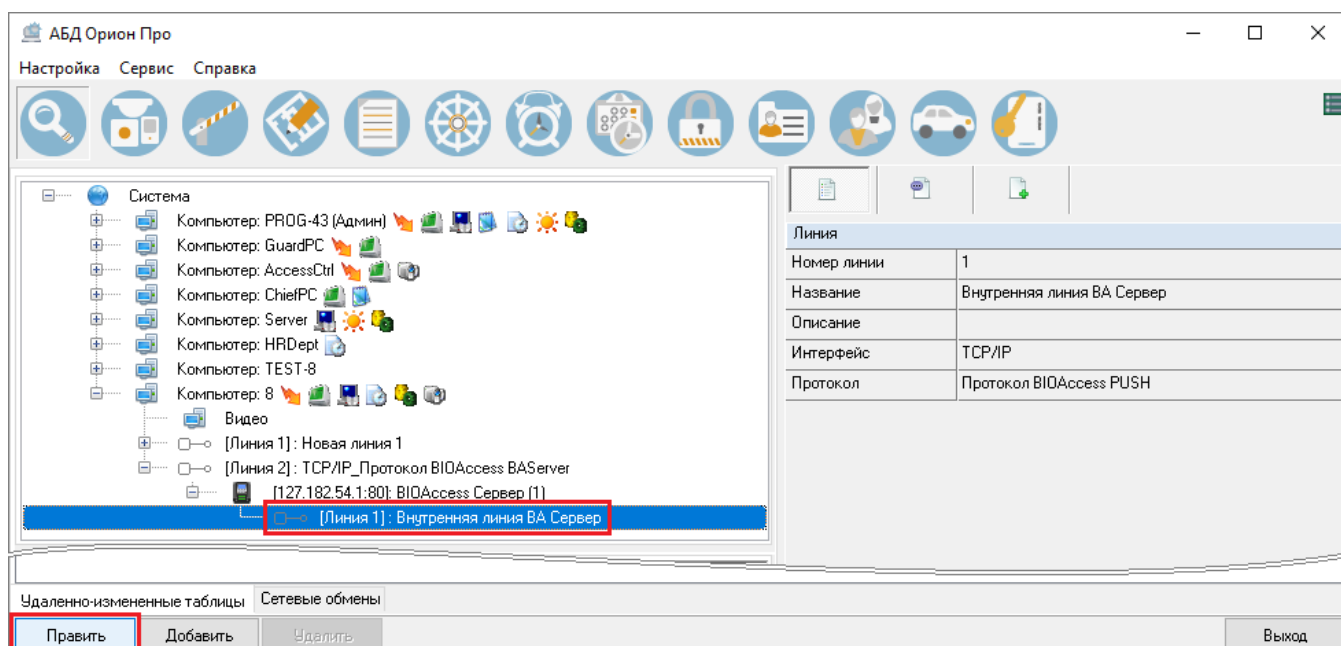 АБД Орион Про
Настройка Сервис Справка
Система
Компьютер: PROG-43 (Админ)
Компьютер: GuardPC
Компьютер: AccessCtrl
Компьютер: ChiefPC
Компьютер: Server
Компьютер: HRDept
Компьютер: TEST-8
Компьютер: 8
Видео
[Линия 1] : Новая линия 1
[Линия 2] : TCP/IP_Протокол BIOAccess BAServer
[127.182.54.1:80]: BIOAccess Сервер (1)
[Линия 1] : Внутренняя линия BA Сервер
Линия
Номер линии 1
Название Внутренняя линия BA Сервер
Описание
Интерфейс TCP/IP
Протокол Протокол BIOAccess PUSH
Удаленно-измененные таблицы Сетевые обмены
Править Добавить Удалить Выход